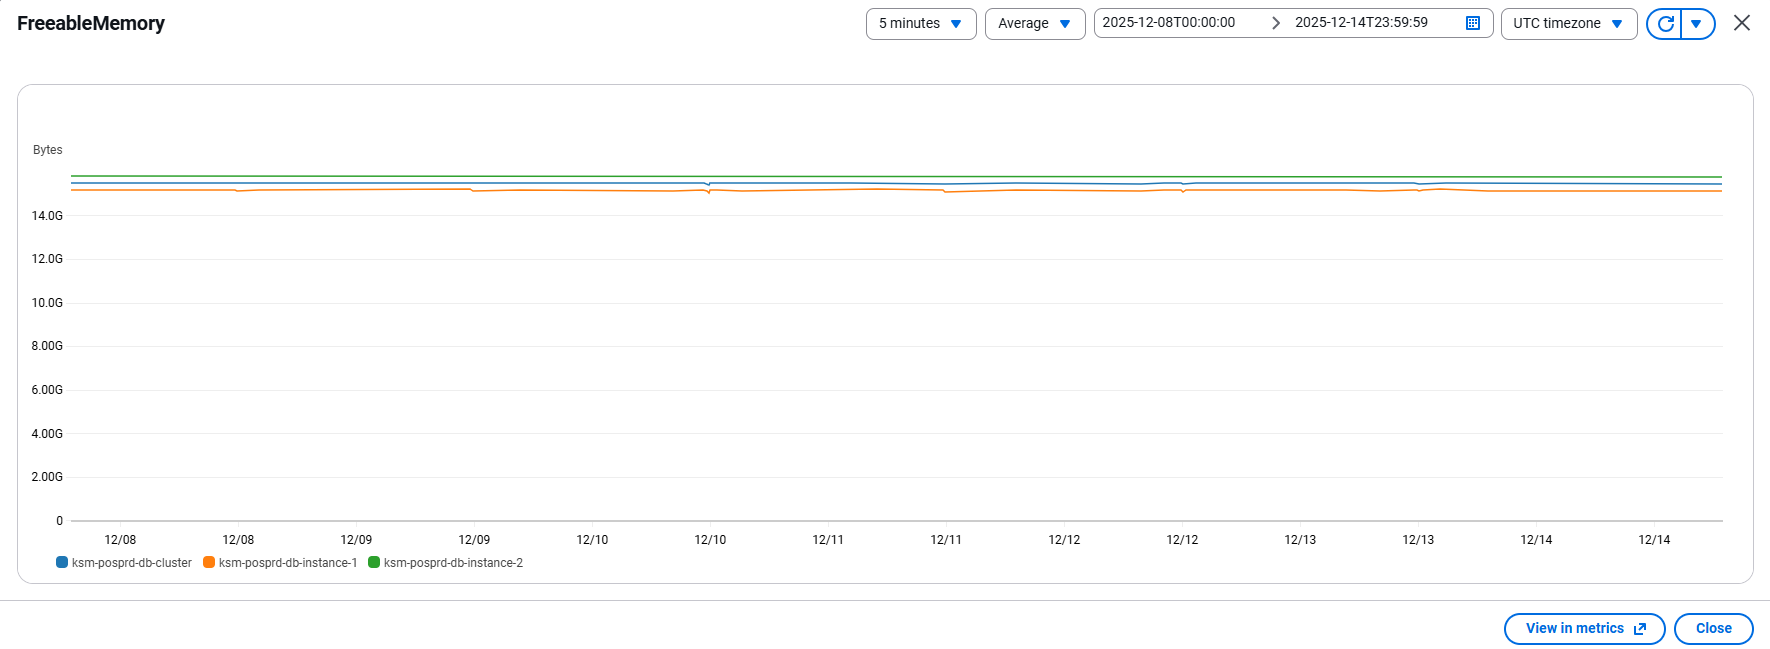 FreeableMemory
5 minutes
Average
2025-12-08T00:00:00
2025-12-14T23:59:59
UTC timezone
Bytes
14.0G
12.0G
10.0G
8.00G
6.00G
4.00G
2.00G
0
12/08 12/08 12/09 12/09 12/10 12/10 12/11 12/11 12/12 12/12 12/13 12/13 12/14 12/14
ksm-posprd-db-cluster ksm-posprd-db-instance-1 ksm-posprd-db-instance-2
View in metrics
Close